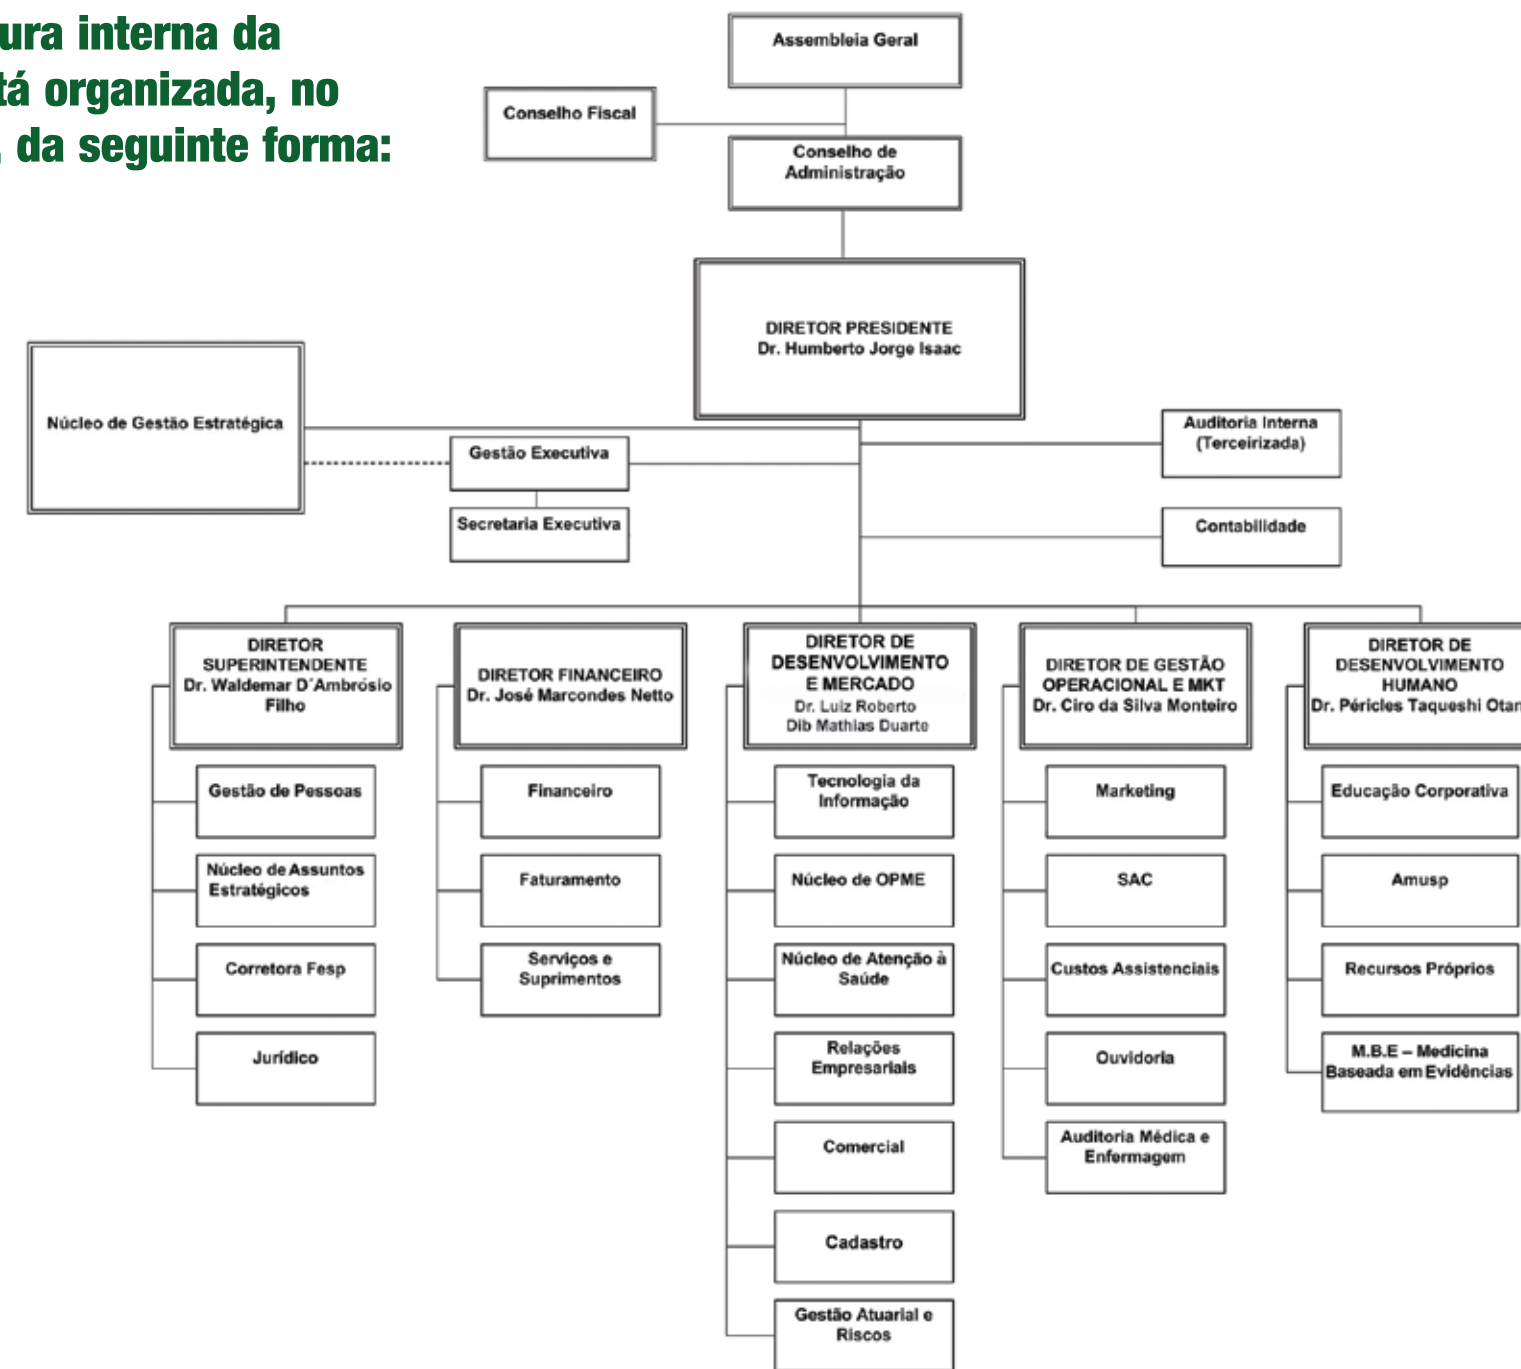 ura interna da
tá organizada, no
, da seguinte forma:
Assembleia Geral
Conselho Fiscal
Conselho de
Administração
DIRETOR PRESIDENTE
Dr. Humberto Jorge Isaac
Núcleo de Gestão Estratégica
Auditoria Interna
(Terceirizada)
Gestão Executiva
Secretaria Executiva
Contabilidade
DIRETOR
SUPERINTENDENTE
Dr. Waldemar D´Ambrósio
Filho
Gestão de Pessoas
Núcleo de Assuntos
Estratégicos
Corretora Fesp
Jurídico
DIRETOR FINANCEIRO
Dr. José Marcondes Netto
Financeiro
Faturamento
Serviços e
Suprimentos
DIRETOR DE
DESENVOLVIMENTO
E MERCADO
Dr. Luiz Roberto
Dib Mathias Duarte
Tecnologia da
Informação
Núcleo de OPME
Núcleo de Atenção à
Saúde
Relações
Empresariais
Comercial
Cadastro
Gestão Atuarial e
Riscos
DIRETOR DE GESTÃO
OPERACIONAL E MKT
Dr. Ciro da Silva Monteiro
Marketing
SAC
Custos Assistenciais
Ouvidoria
Auditoria Médica e
Enfermagem
DIRETOR DE
DESENVOLVIMENTO
HUMANO
Dr. Péricles Taqueshi Otan
Educação Corporativa
Amusp
Recursos Próprios
M.B.E – Medicina
Baseada em Evidências